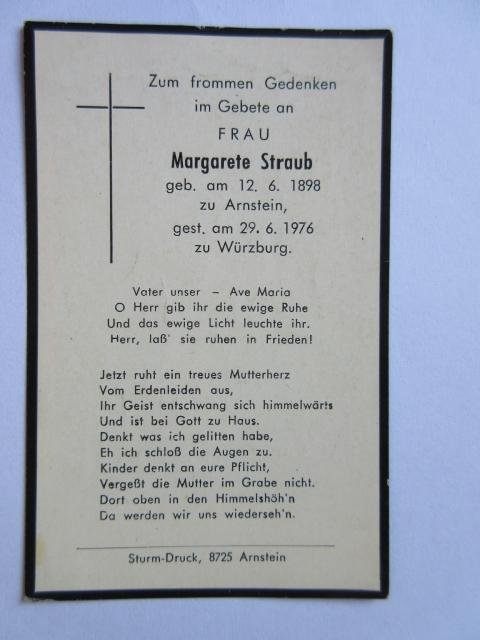 Zum frommen Gedenken
im Gebete an
FRAU
Margarete Straub
geb. am 12. 6. 1898
zu Arnstein,
gest. am 29. 6. 1976
zu Würzburg.
Vater unser – Ave Maria
O Herr gib ihr die ewige Ruhe
Und das ewige Licht leuchte ihr.
Herr, laß' sie ruhen in Frieden!
Jetzt ruht ein treues Mutterherz
Vom Erdenleiden aus,
Ihr Geist entschwang sich himmelwärts
Und ist bei Gott zu Haus.
Denkt was ich gelitten habe,
Eh ich schloß die Augen zu.
Kinder denkt an eure Pflicht,
Vergeßt die Mutter im Grabe nicht.
Dort oben in den Himmelshöh'n
Da werden wir uns wiederseh'n.
Sturm-Druck, 8725 Arnstein